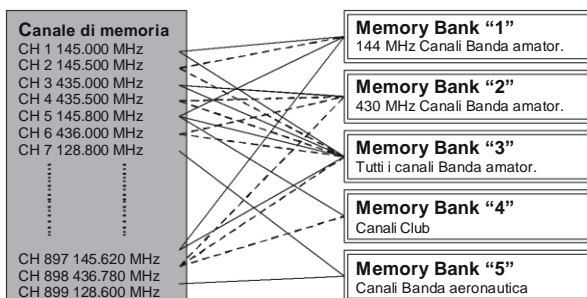 Canale di memoria
CH 1 145.000 MHz
CH 2 145.500 MHz
CH 3 435.000 MHz
CH 4 435.500 MHz
CH 5 145.800 MHz
CH 6 436.000 MHz
CH 7 128.800 MHz
CH 897 145.620 MHz
CH 898 436.780 MHz
CH 899 128.600 MHz
Memory Bank “1”
144 MHz Canali Banda amator.
Memory Bank “2”
430 MHz Canali Banda amator.
Memory Bank “3”
Tutti i canali Banda amator.
Memory Bank “4”
Canali Club
Memory Bank “5”
Canali Banda aeronautica